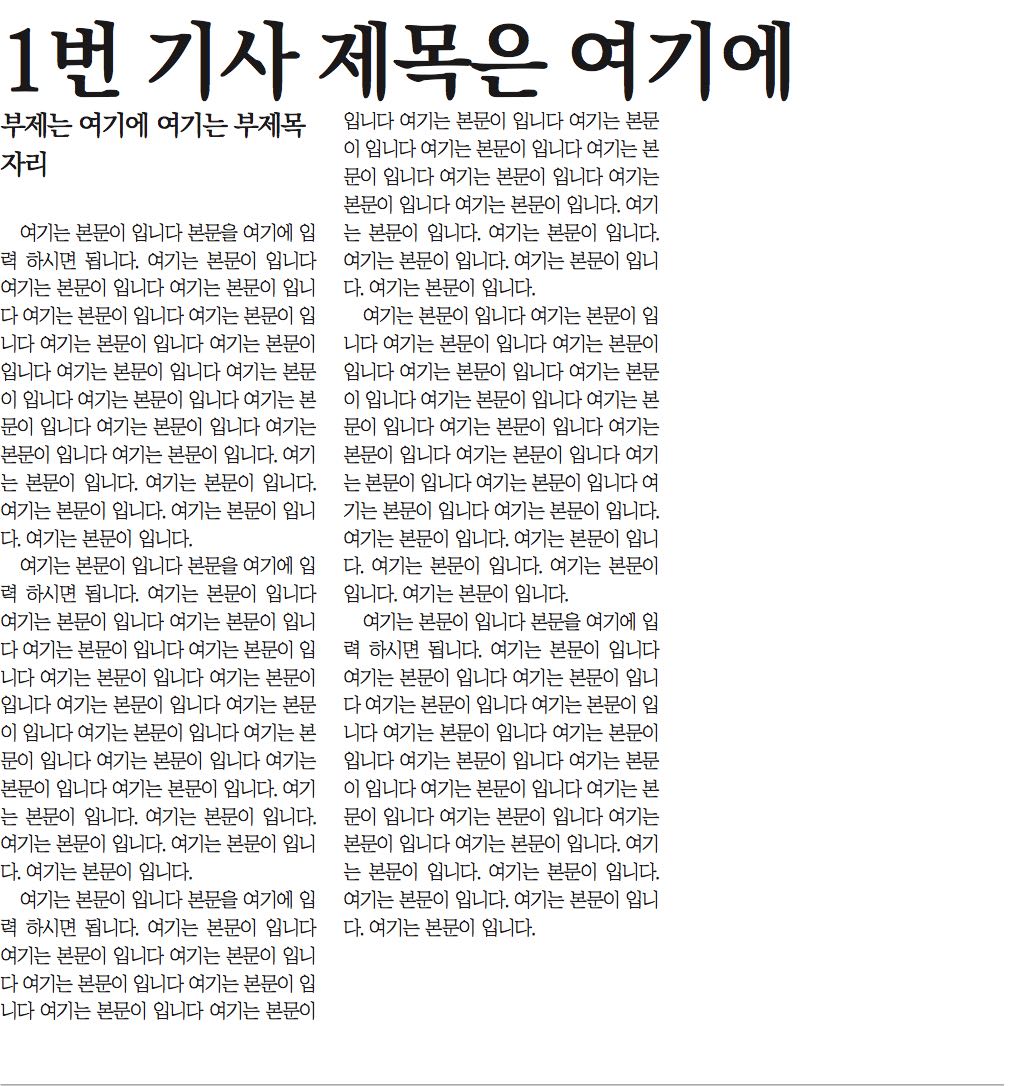 1번 기사 제목은 여기에
부제는 여기에 여기는 부제목
자리
여기는 본문이 입니다 본문을 여기에 입
력 하시면 됩니다. 여기는 본문이 입니다
여기는 본문이 입니다 여기는 본문이 입니
다 여기는 본문이 입니다 여기는 본문이 입
니다 여기는 본문이 입니다 여기는 본문이
입니다 여기는 본문이 입니다 여기는 본문
이 입니다 여기는 본문이 입니다 여기는 본
문이 입니다 여기는 본문이 입니다 여기는
본문이 입니다 여기는 본문이 입니다. 여기
는 본문이 입니다. 여기는 본문이 입니다.
여기는 본문이 입니다. 여기는 본문이 입니
다. 여기는 본문이 입니다.
여기는 본문이 입니다 본문을 여기에 입
력 하시면 됩니다. 여기는 본문이 입니다
여기는 본문이 입니다 여기는 본문이 입니
다 여기는 본문이 입니다 여기는 본문이 입
니다 여기는 본문이 입니다 여기는 본문이
입니다 여기는 본문이 입니다 여기는 본문
이 입니다 여기는 본문이 입니다 여기는 본
문이 입니다 여기는 본문이 입니다 여기는
본문이 입니다 여기는 본문이 입니다. 여기
는 본문이 입니다. 여기는 본문이 입니다.
여기는 본문이 입니다. 여기는 본문이 입니
다. 여기는 본문이 입니다.
여기는 본문이 입니다 본문을 여기에 입
력 하시면 됩니다. 여기는 본문이 입니다
여기는 본문이 입니다 여기는 본문이 입니
다 여기는 본문이 입니다 여기는 본문이 입
니다 여기는 본문이 입니다 여기는 본문이
입니다 여기는 본문이 입니다 여기는 본문
이 입니다 여기는 본문이 입니다 여기는 본
문이 입니다 여기는 본문이 입니다 여기는
본문이 입니다 여기는 본문이 입니다. 여기
는 본문이 입니다. 여기는 본문이 입니다.
여기는 본문이 입니다. 여기는 본문이 입니
다. 여기는 본문이 입니다.
여기는 본문이 입니다 여기는 본문이 입
니다 여기는 본문이 입니다 여기는 본문이
입니다 여기는 본문이 입니다 여기는 본문
이 입니다 여기는 본문이 입니다 여기는 본
문이 입니다 여기는 본문이 입니다 여기는
본문이 입니다 여기는 본문이 입니다 여기
는 본문이 입니다 여기는 본문이 입니다 여
기는 본문이 입니다 여기는 본문이 입니다.
여기는 본문이 입니다. 여기는 본문이 입니
다. 여기는 본문이 입니다. 여기는 본문이
입니다. 여기는 본문이 입니다.
여기는 본문이 입니다 본문을 여기에 입
력 하시면 됩니다. 여기는 본문이 입니다
여기는 본문이 입니다 여기는 본문이 입니
다 여기는 본문이 입니다 여기는 본문이 입
니다 여기는 본문이 입니다 여기는 본문이
입니다 여기는 본문이 입니다 여기는 본문
이 입니다 여기는 본문이 입니다 여기는 본
문이 입니다 여기는 본문이 입니다 여기는
본문이 입니다 여기는 본문이 입니다. 여기
는 본문이 입니다. 여기는 본문이 입니다.
여기는 본문이 입니다. 여기는 본문이 입니
다. 여기는 본문이 입니다.